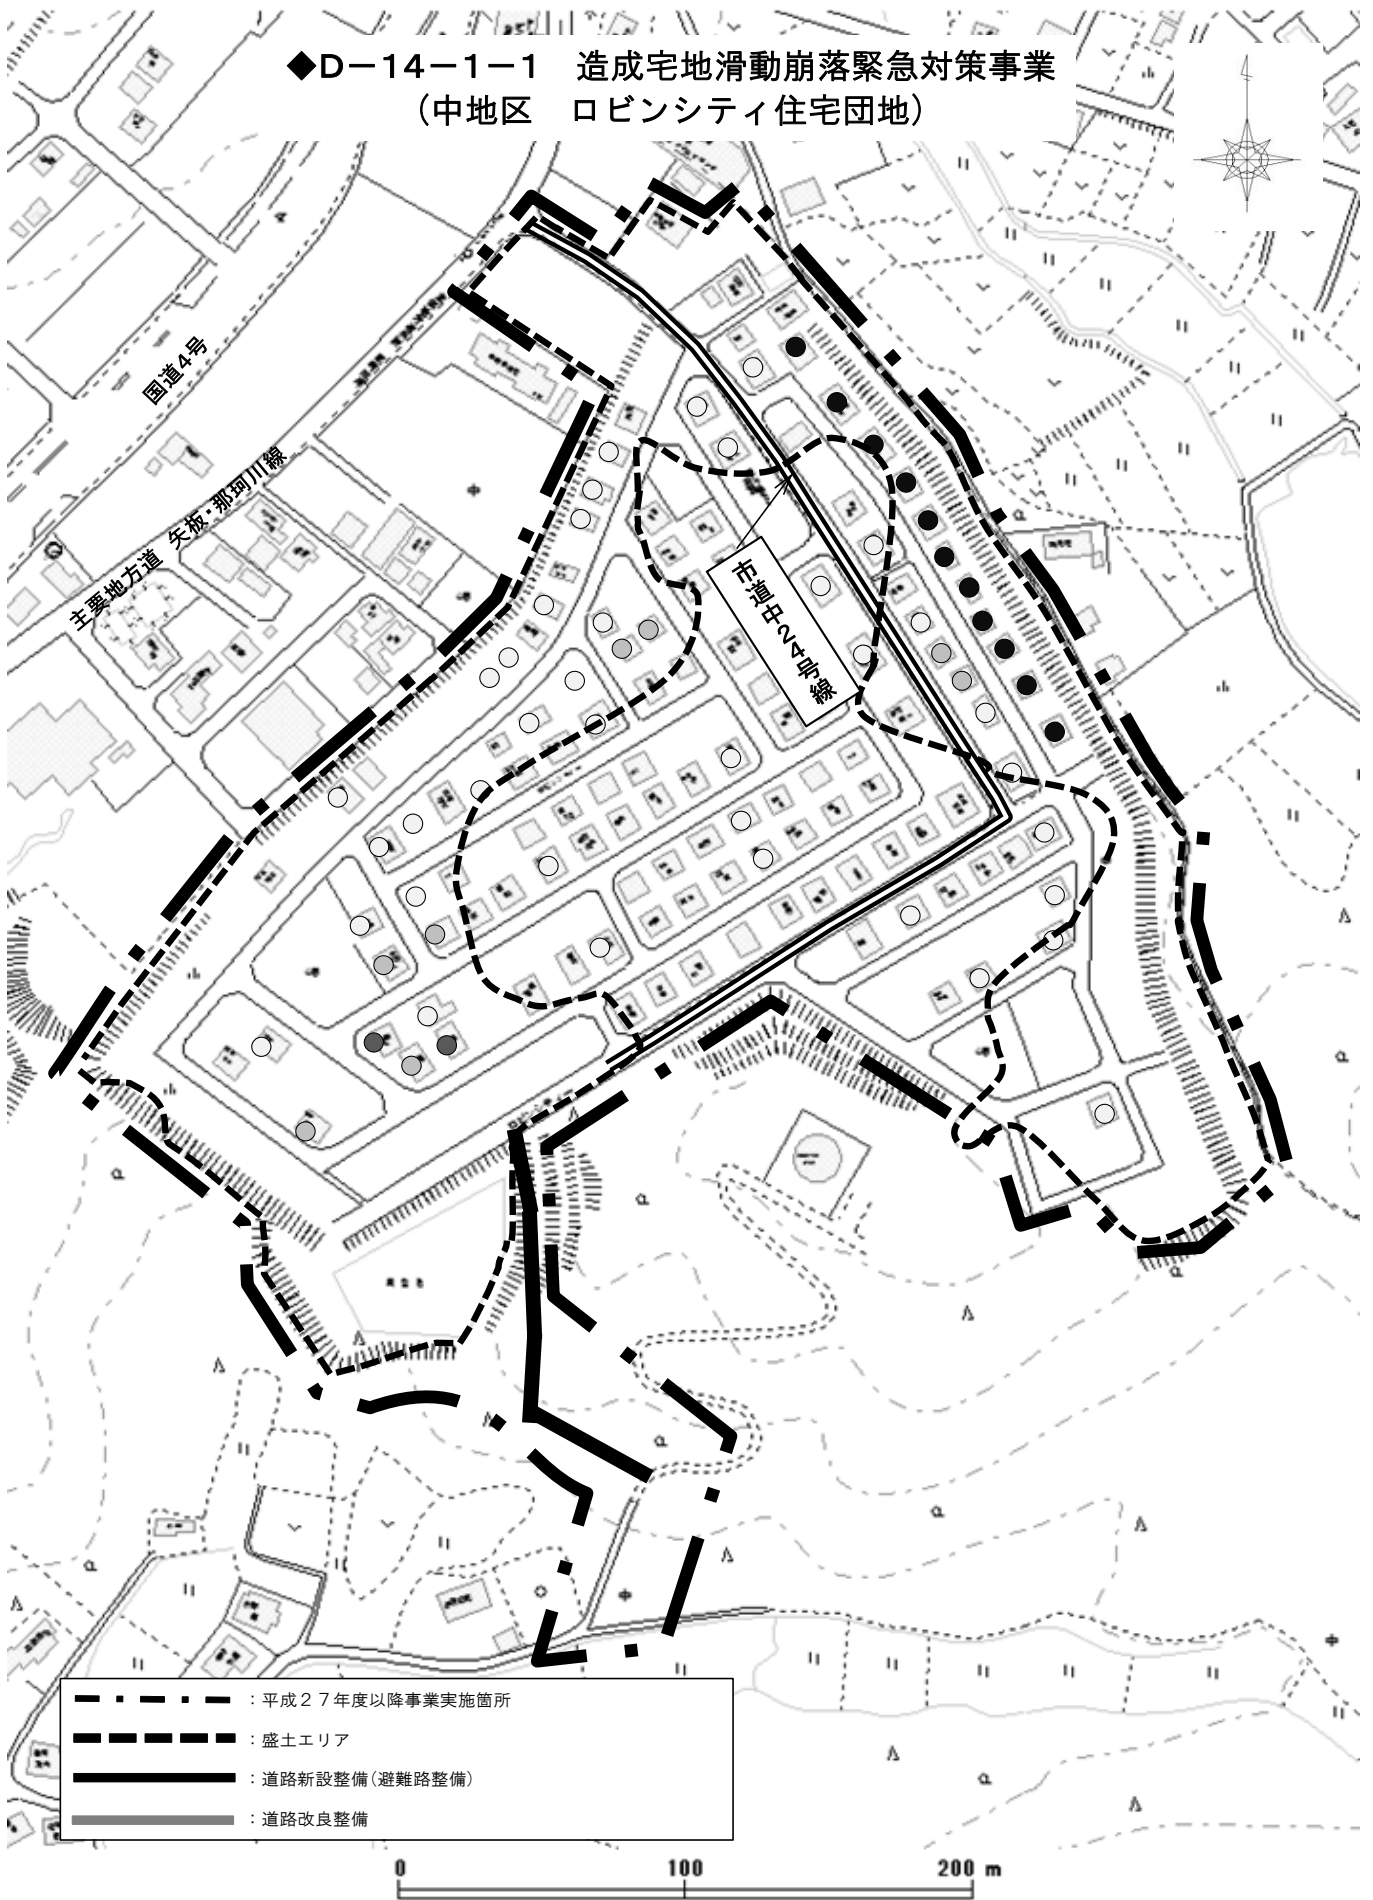 ◆D－14－1－1　造成宅地滑動崩落緊急対策事業
（中地区　ロビンシティ住宅団地）
国道4号
主要地方道　矢板・那珂川線
市道中24号線
：平成２７年度以降事業実施箇所
：盛土エリア
：道路新設整備（避難路整備）
：道路改良整備
0 100 200 m